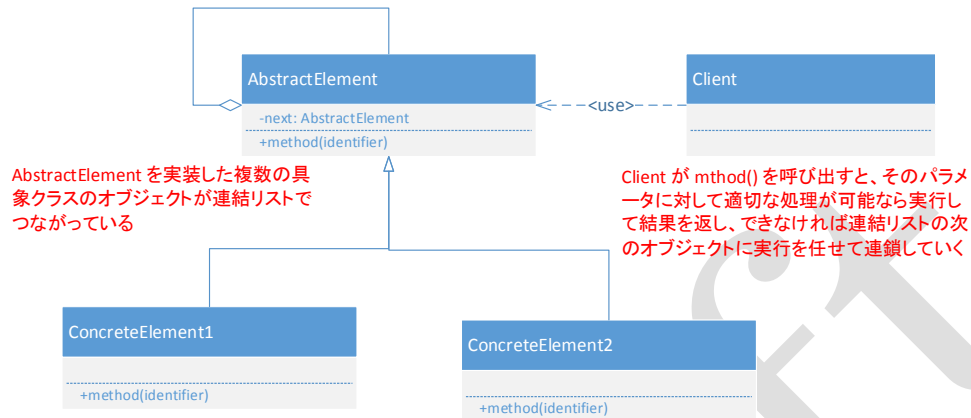 AbstractElement
-next: AbstractElement
+method(identifier)
<use>
Client
AbstractElement を実装した複数の具
象クラスのオブジェクトが連結リストで
つながっている
Client が mthod() を呼び出すと、そのパラメ
ータに対して適切な処理が可能なら実行し
て結果を返し、できなければ連結リストの次
のオブジェクトに実行を任せて連鎖していく
ConcreteElement1
+method(identifier)
ConcreteElement2
+method(identifier)